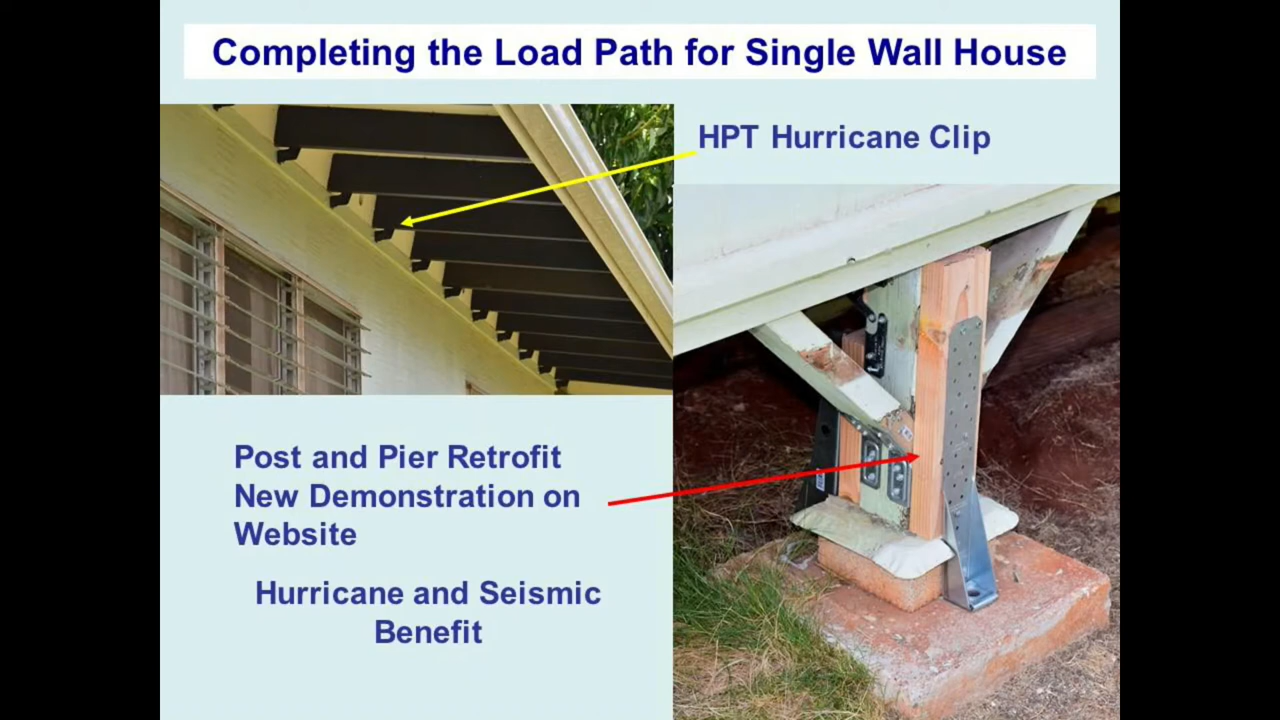 Completing the Load Path for Single Wall House
HPT Hurricane Clip
Post and Pier Retrofit
New Demonstration on
Website
Hurricane and Seismic
Benefit